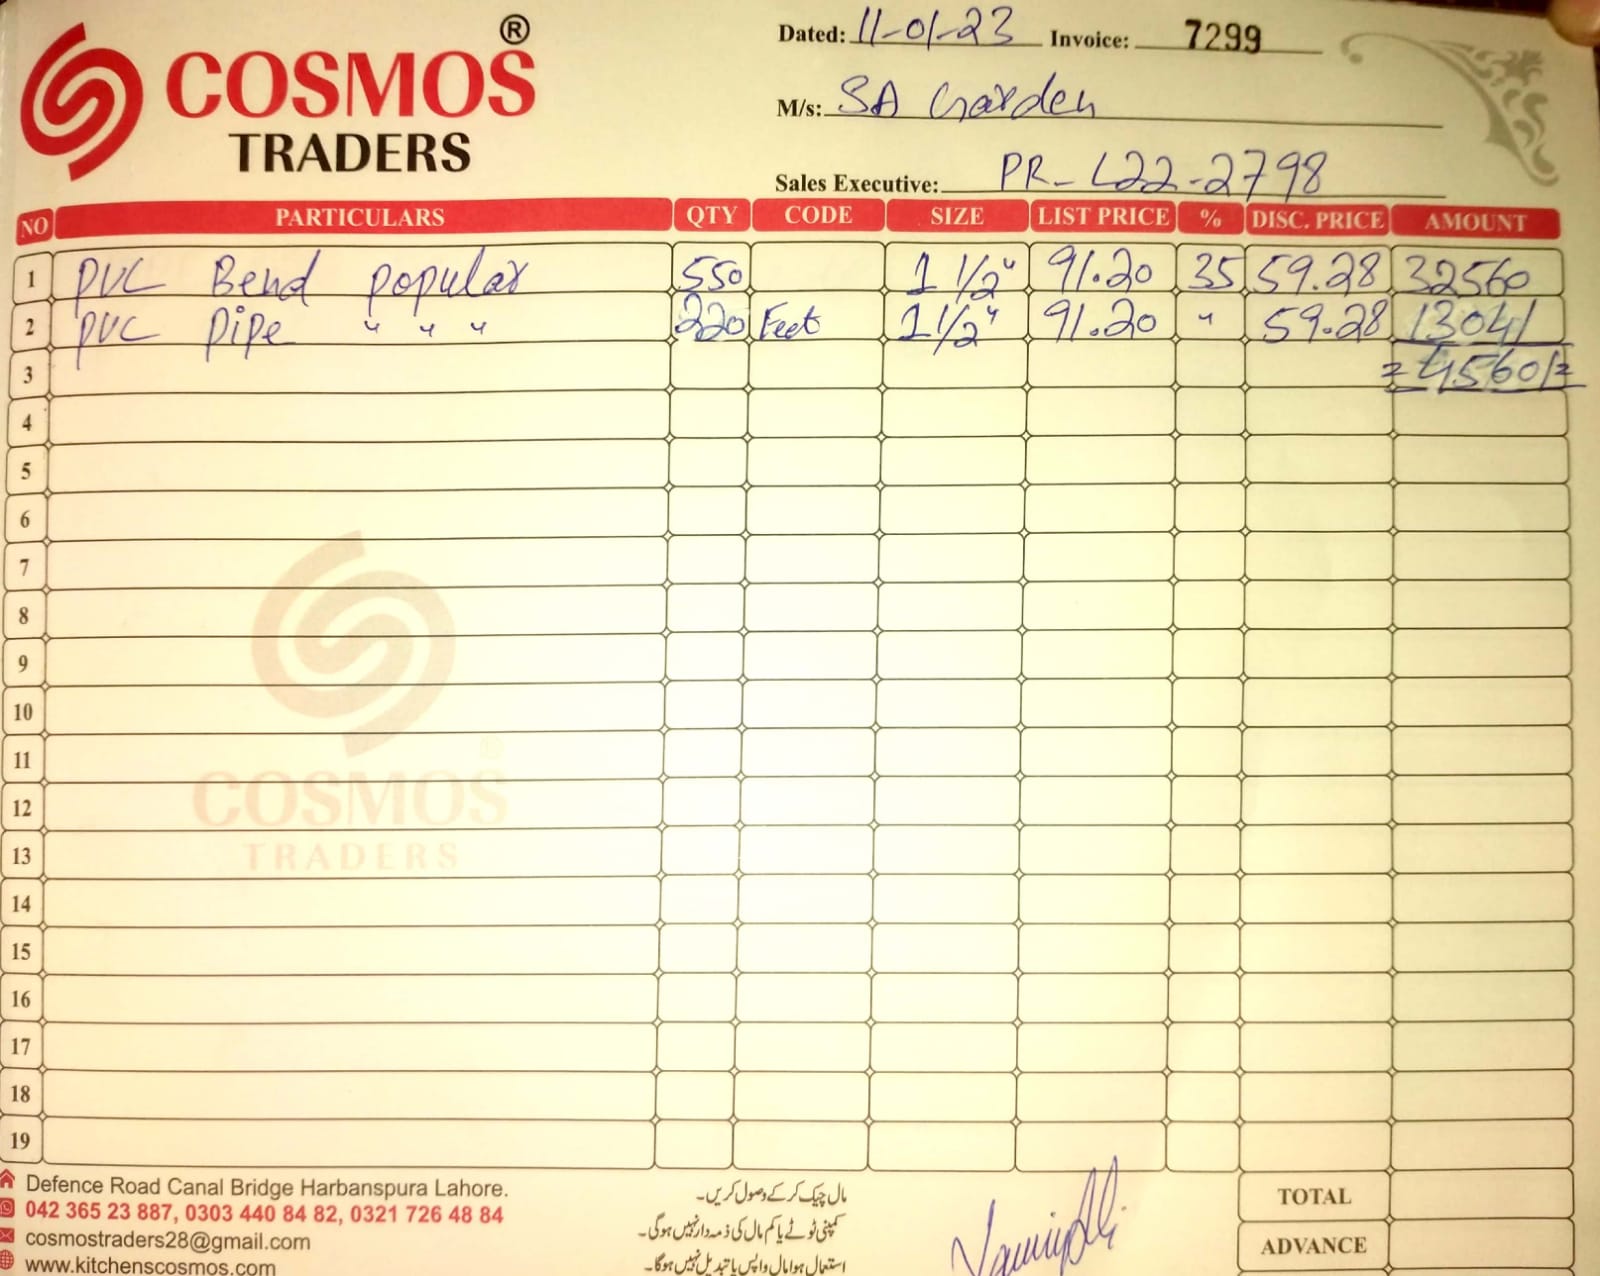 COSMOS®
TRADERS
Dated: 11-01-23 Invoice: 7299
M/s: SA Garden
Sales Executive: PR-L22-2798
NO PARTICULARS QTY CODE SIZE LIST PRICE % DISC. PRICE AMOUNT
1 PVC Bend popular 550 1 1/2" 91.20 35 59.28 32560
2 PVC Pipe " " " 220 Feet 1 1/2" 91.20 " 59.28 13041
3 = 45601/=
4
5
6
7
8
9
10
11
12
13
14
15
16
17
18
19
COSMOS®
TRADERS
Defence Road Canal Bridge Harbanspura Lahore.
042 365 23 887, 0303 440 84 82, 0321 726 48 84
cosmostraders28@gmail.com
www.kitchenscosmos.com
مال چیک کر کے وصول کریں۔
کمپنی ٹوٹے یا کم مال کی ذمہ دار نہیں ہوگی۔
استعمال ہوا مال واپس یا تبدیل نہیں ہوگا۔
TOTAL
ADVANCE